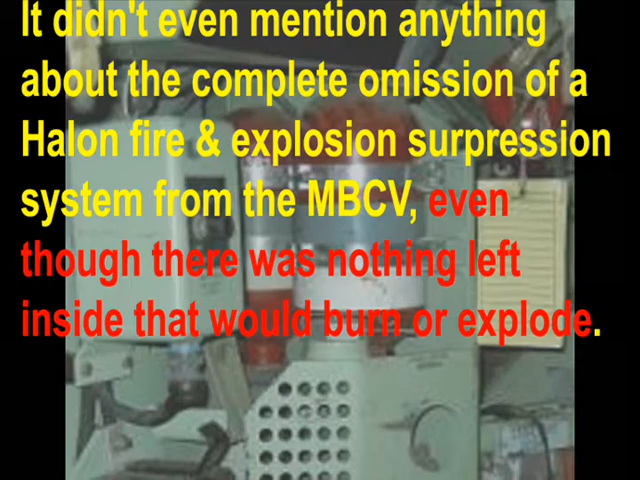 It didn't even mention anything
about the complete omission of a
Halon fire & explosion surpression
system from the MBCV, even
though there was nothing left
inside that would burn or explode.